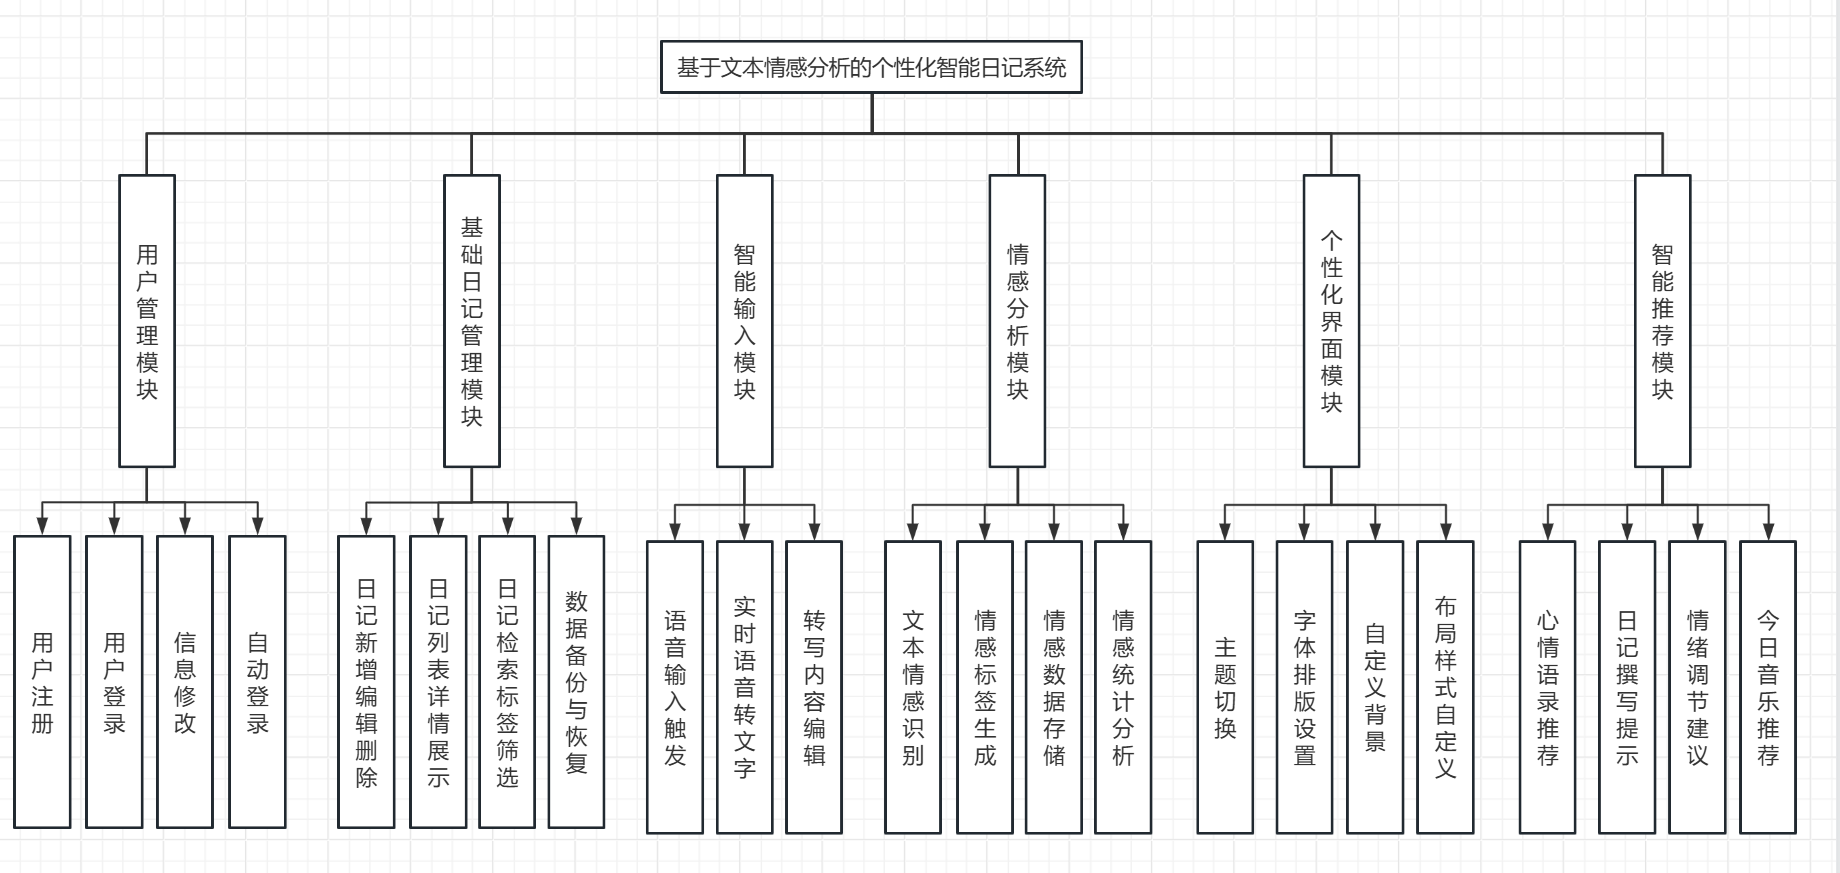 基于文本情感分析的个性化智能日记系统
用户管理模块
基础日记管理模块
智能输入模块
情感分析模块
个性化界面模块
智能推荐模块
用户注册
用户登录
信息修改
自动登录
日记新增编辑删除
日记列表详情展示
日记检索标签筛选
数据备份与恢复
语音输入触发
实时语音转文字
转写内容编辑
文本情感识别
情感标签生成
情感数据存储
情感统计分析
主题切换
字体排版设置
自定义背景
布局样式自定义
心情语录推荐
日记撰写提示
情绪调节建议
今日音乐推荐